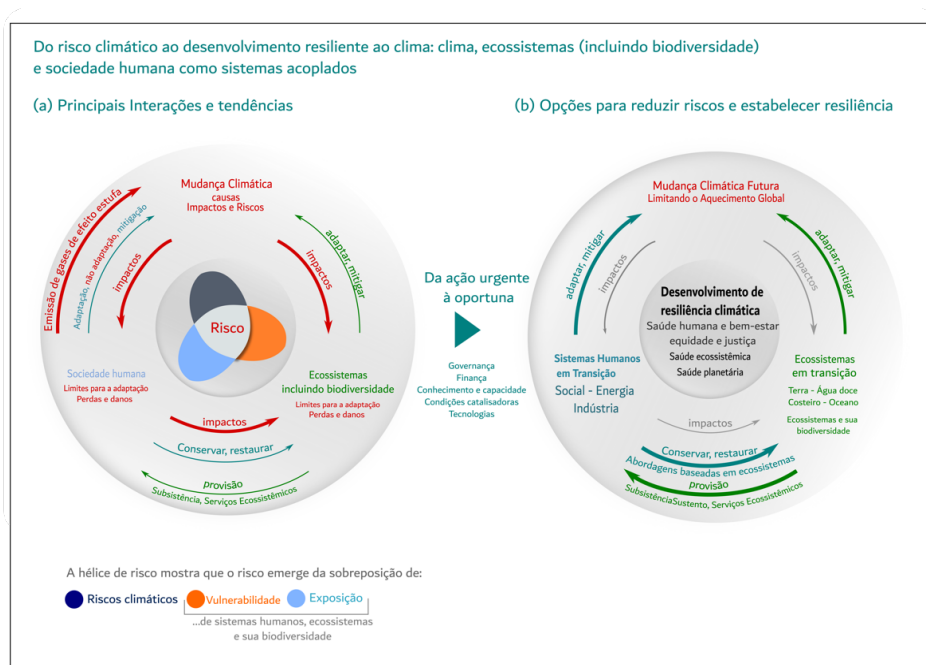 Do risco climático ao desenvolvimento resiliente ao clima: clima, ecossistemas (incluindo biodiversidade)
e sociedade humana como sistemas acoplados
(a) Principais Interações e tendências
Mudança Climática
causas
Impactos e Riscos
Emissão de gases de efeito estufa
Adaptação, não adaptação, mitigação
impactos
impactos
adaptar, mitigar
Risco
Sociedade humana
Limites para a adaptação
Perdas e danos
Ecossistemas
incluindo biodiversidade
Limites para a adaptação
Perdas e danos
impactos
Conservar, restaurar
provisão
Subsistência, Serviços Ecossistêmicos
Da ação urgente
à oportuna
Governança
Finança
Conhecimento e capacidade
Condições catalisadoras
Tecnologias
(b) Opções para reduzir riscos e estabelecer resiliência
Mudança Climática Futura
Limitando o Aquecimento Global
adaptar, mitigar
impactos
impactos
adaptar, mitigar
Desenvolvimento de
resiliência climática
Saúde humana e bem-estar
equidade e justiça
Saúde ecossistêmica
Saúde planetária
Sistemas Humanos
em Transição
Social - Energia
Indústria
Ecossistemas
em transição
Terra - Água doce
Costeiro - Oceano
Ecossistemas e sua
biodiversidade
impactos
Conservar, restaurar
Abordagens baseadas em ecossistemas
provisão
SubsistênciaSustento, Serviços Ecossistêmicos
A hélice de risco mostra que o risco emerge da sobreposição de:
Riscos climáticos Vulnerabilidade Exposição
...de sistemas humanos, ecossistemas
e sua biodiversidade